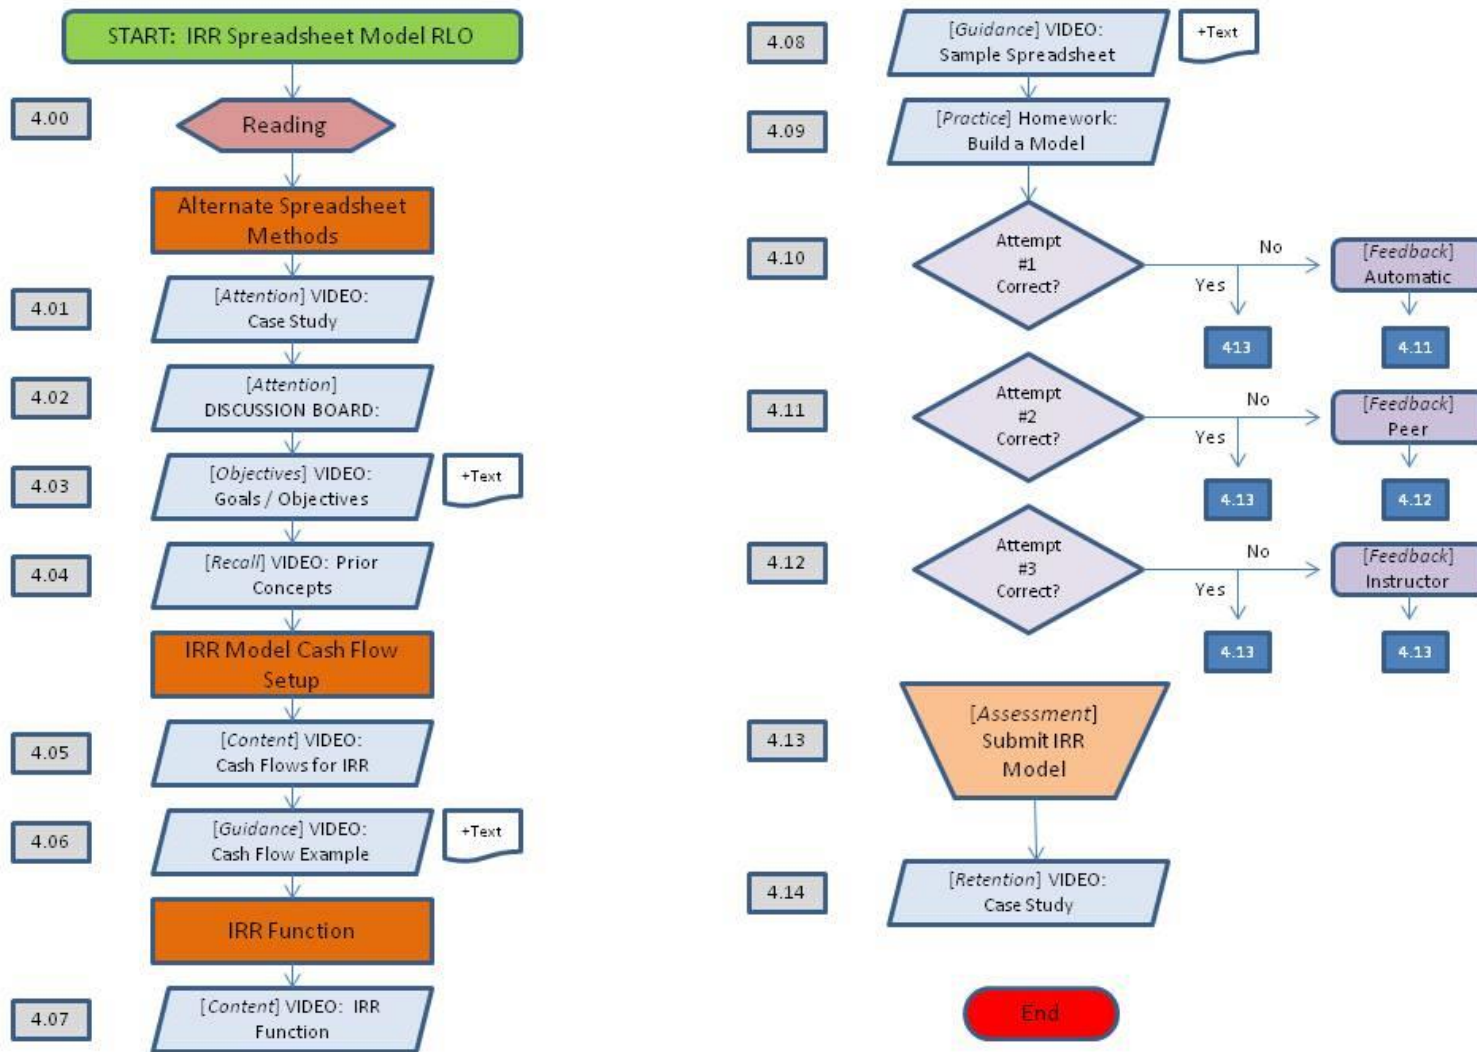 START: IRR Spreadsheet Model RLO
4.00
Reading
Alternate Spreadsheet
Methods
4.01
[Attention] VIDEO:
Case Study
4.02
[Attention]
DISCUSSION BOARD:
4.03
[Objectives] VIDEO:
Goals / Objectives
+Text
4.04
[Recall] VIDEO: Prior
Concepts
IRR Model Cash Flow
Setup
4.05
[Content] VIDEO:
Cash Flows for IRR
4.06
[Guidance] VIDEO:
Cash Flow Example
+Text
IRR Function
4.07
[Content] VIDEO: IRR
Function
4.08
[Guidance] VIDEO:
Sample Spreadsheet
+Text
4.09
[Practice] Homework:
Build a Model
4.10
Attempt
#1
Correct?
No
Yes
[Feedback]
Automatic
413
4.11
4.11
Attempt
#2
Correct?
No
Yes
[Feedback]
Peer
4.13
4.12
4.12
Attempt
#3
Correct?
No
Yes
[Feedback]
Instructor
4.13
4.13
4.13
[Assessment]
Submit IRR
Model
4.14
[Retention] VIDEO:
Case Study
End